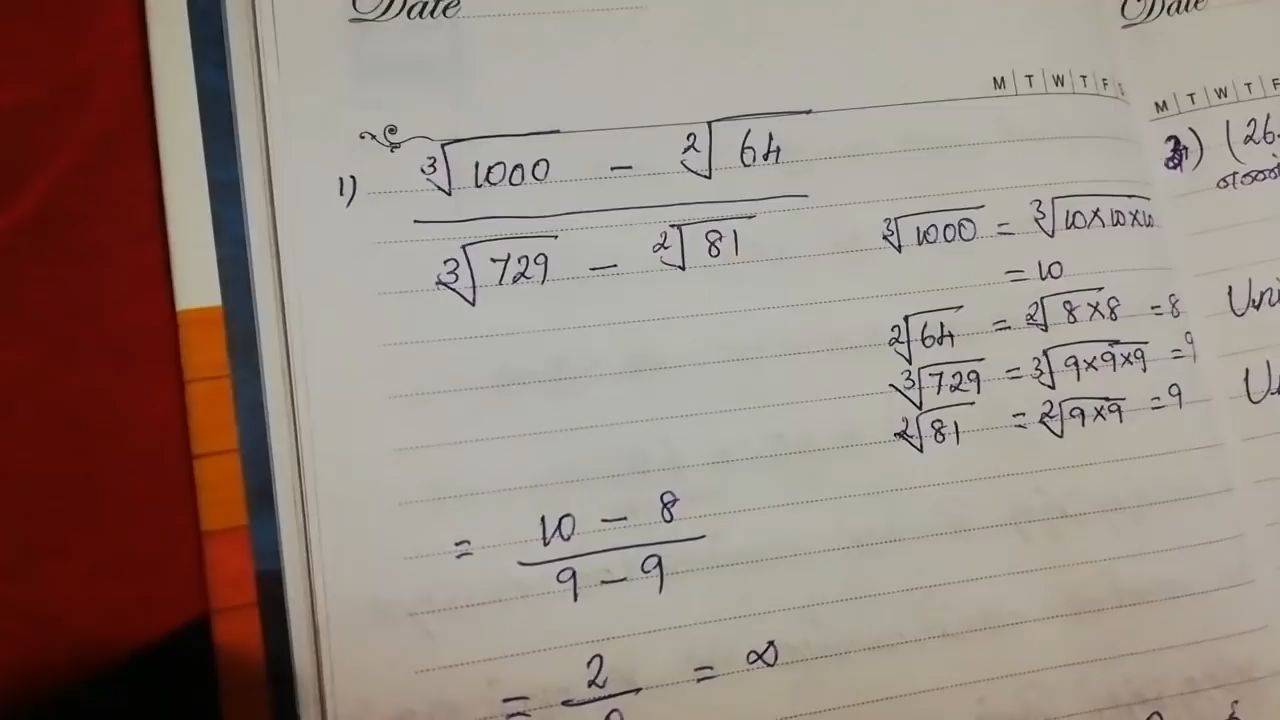 Date
Date
M T W T F
M T W T F
1) ∛1000 − ²√64
∛729 − ²√81
∛1000 = ∛10×10×10
= 10
²√64 = ²√8×8 = 8
∛729 = ∛9×9×9 = 9
²√81 = ²√9×9 = 9
= 10 − 8
9 − 9
= 2 = ∞
) (26